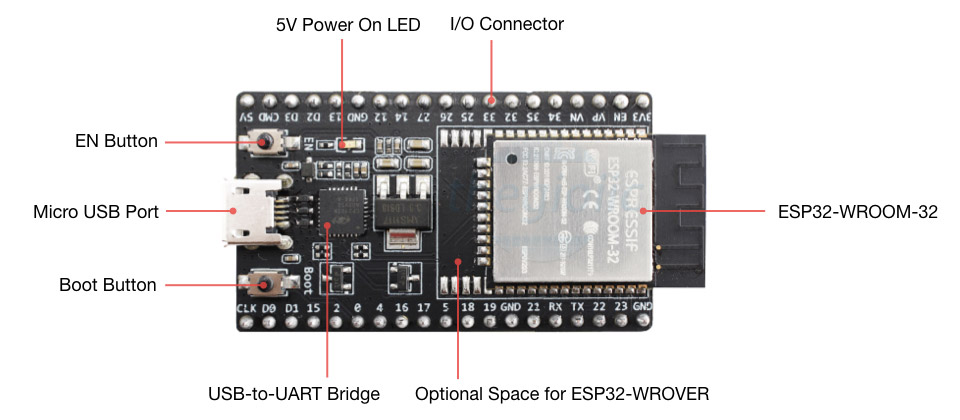 5V Power On LED
I/O Connector
5V CMD D3 D2 13 GND 12 14 27 26 25 33 32 35 34 VN VP EN 3V3
EN Button
EN
Micro USB Port
ESPRESSIF
ESP32-WROOM-32
ESP32-WROOM-32
Boot Button
Boot
CLK D0 D1 15 2 0 4 16 17 5 18 19 GND 21 RX TX 22 23 GND
USB-to-UART Bridge
Optional Space for ESP32-WROVER